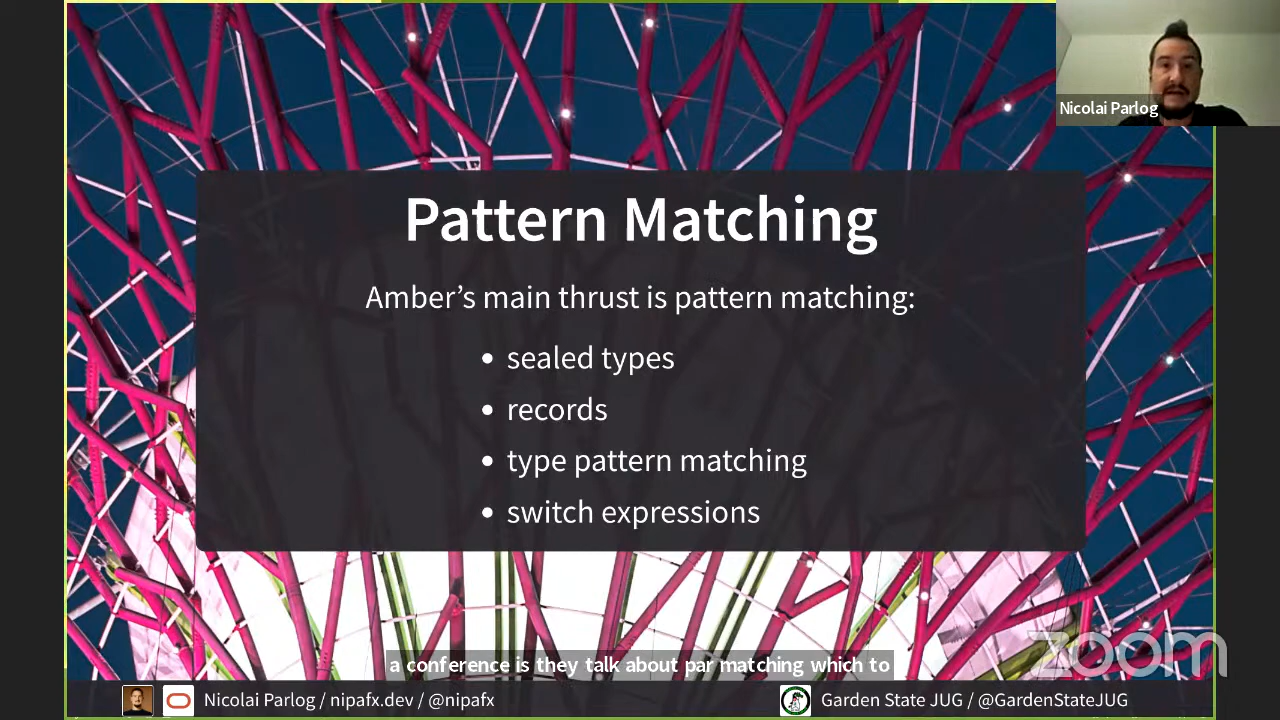 Nicolai Parlog
Pattern Matching
Amber’s main thrust is pattern matching:
• sealed types
• records
• type pattern matching
• switch expressions
zoom
a conference is they talk about par matching which to
Nicolai Parlog / nipafx.dev / @nipafx
Garden State JUG / @GardenStateJUG